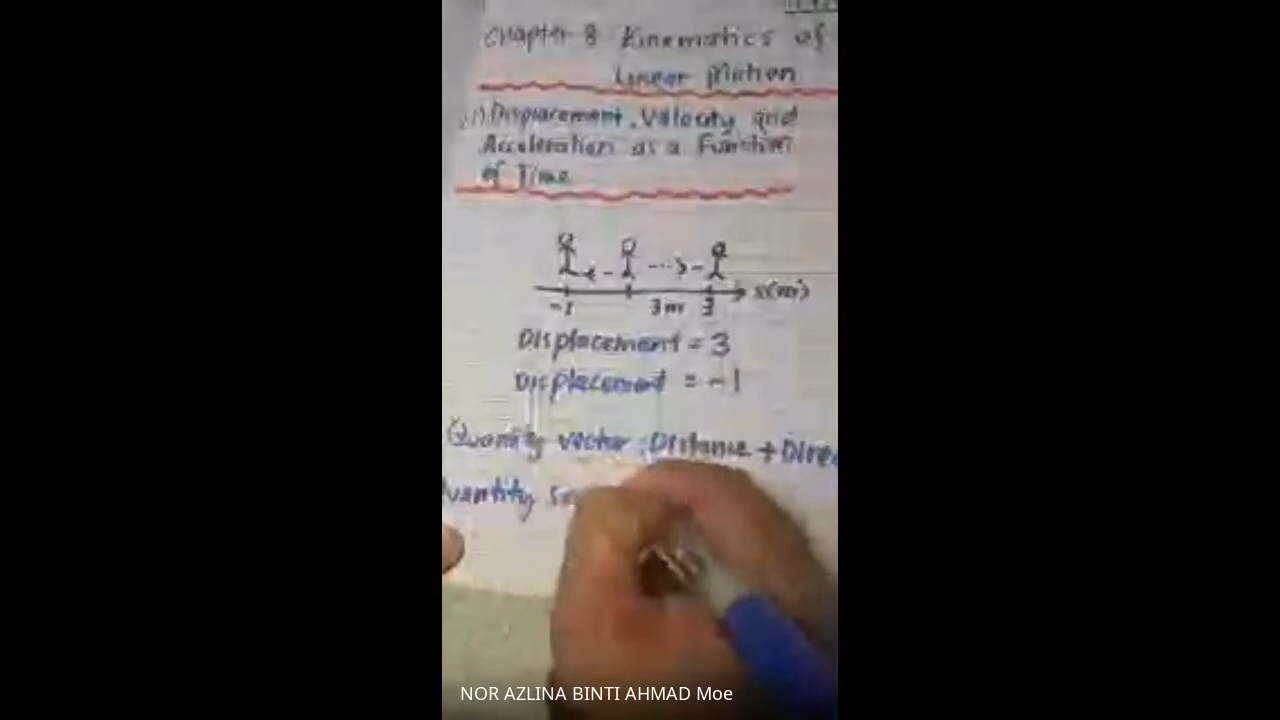 Chapter 8 Kinematics of
Linear Motion
Displacement, Velocity and
Acceleration as a Function
of Time
-1 3m 3 s(m)
Displacement = 3
Displacement = -1
Quantity vector : Distance + Direc
uantity
NOR AZLINA BINTI AHMAD Moe